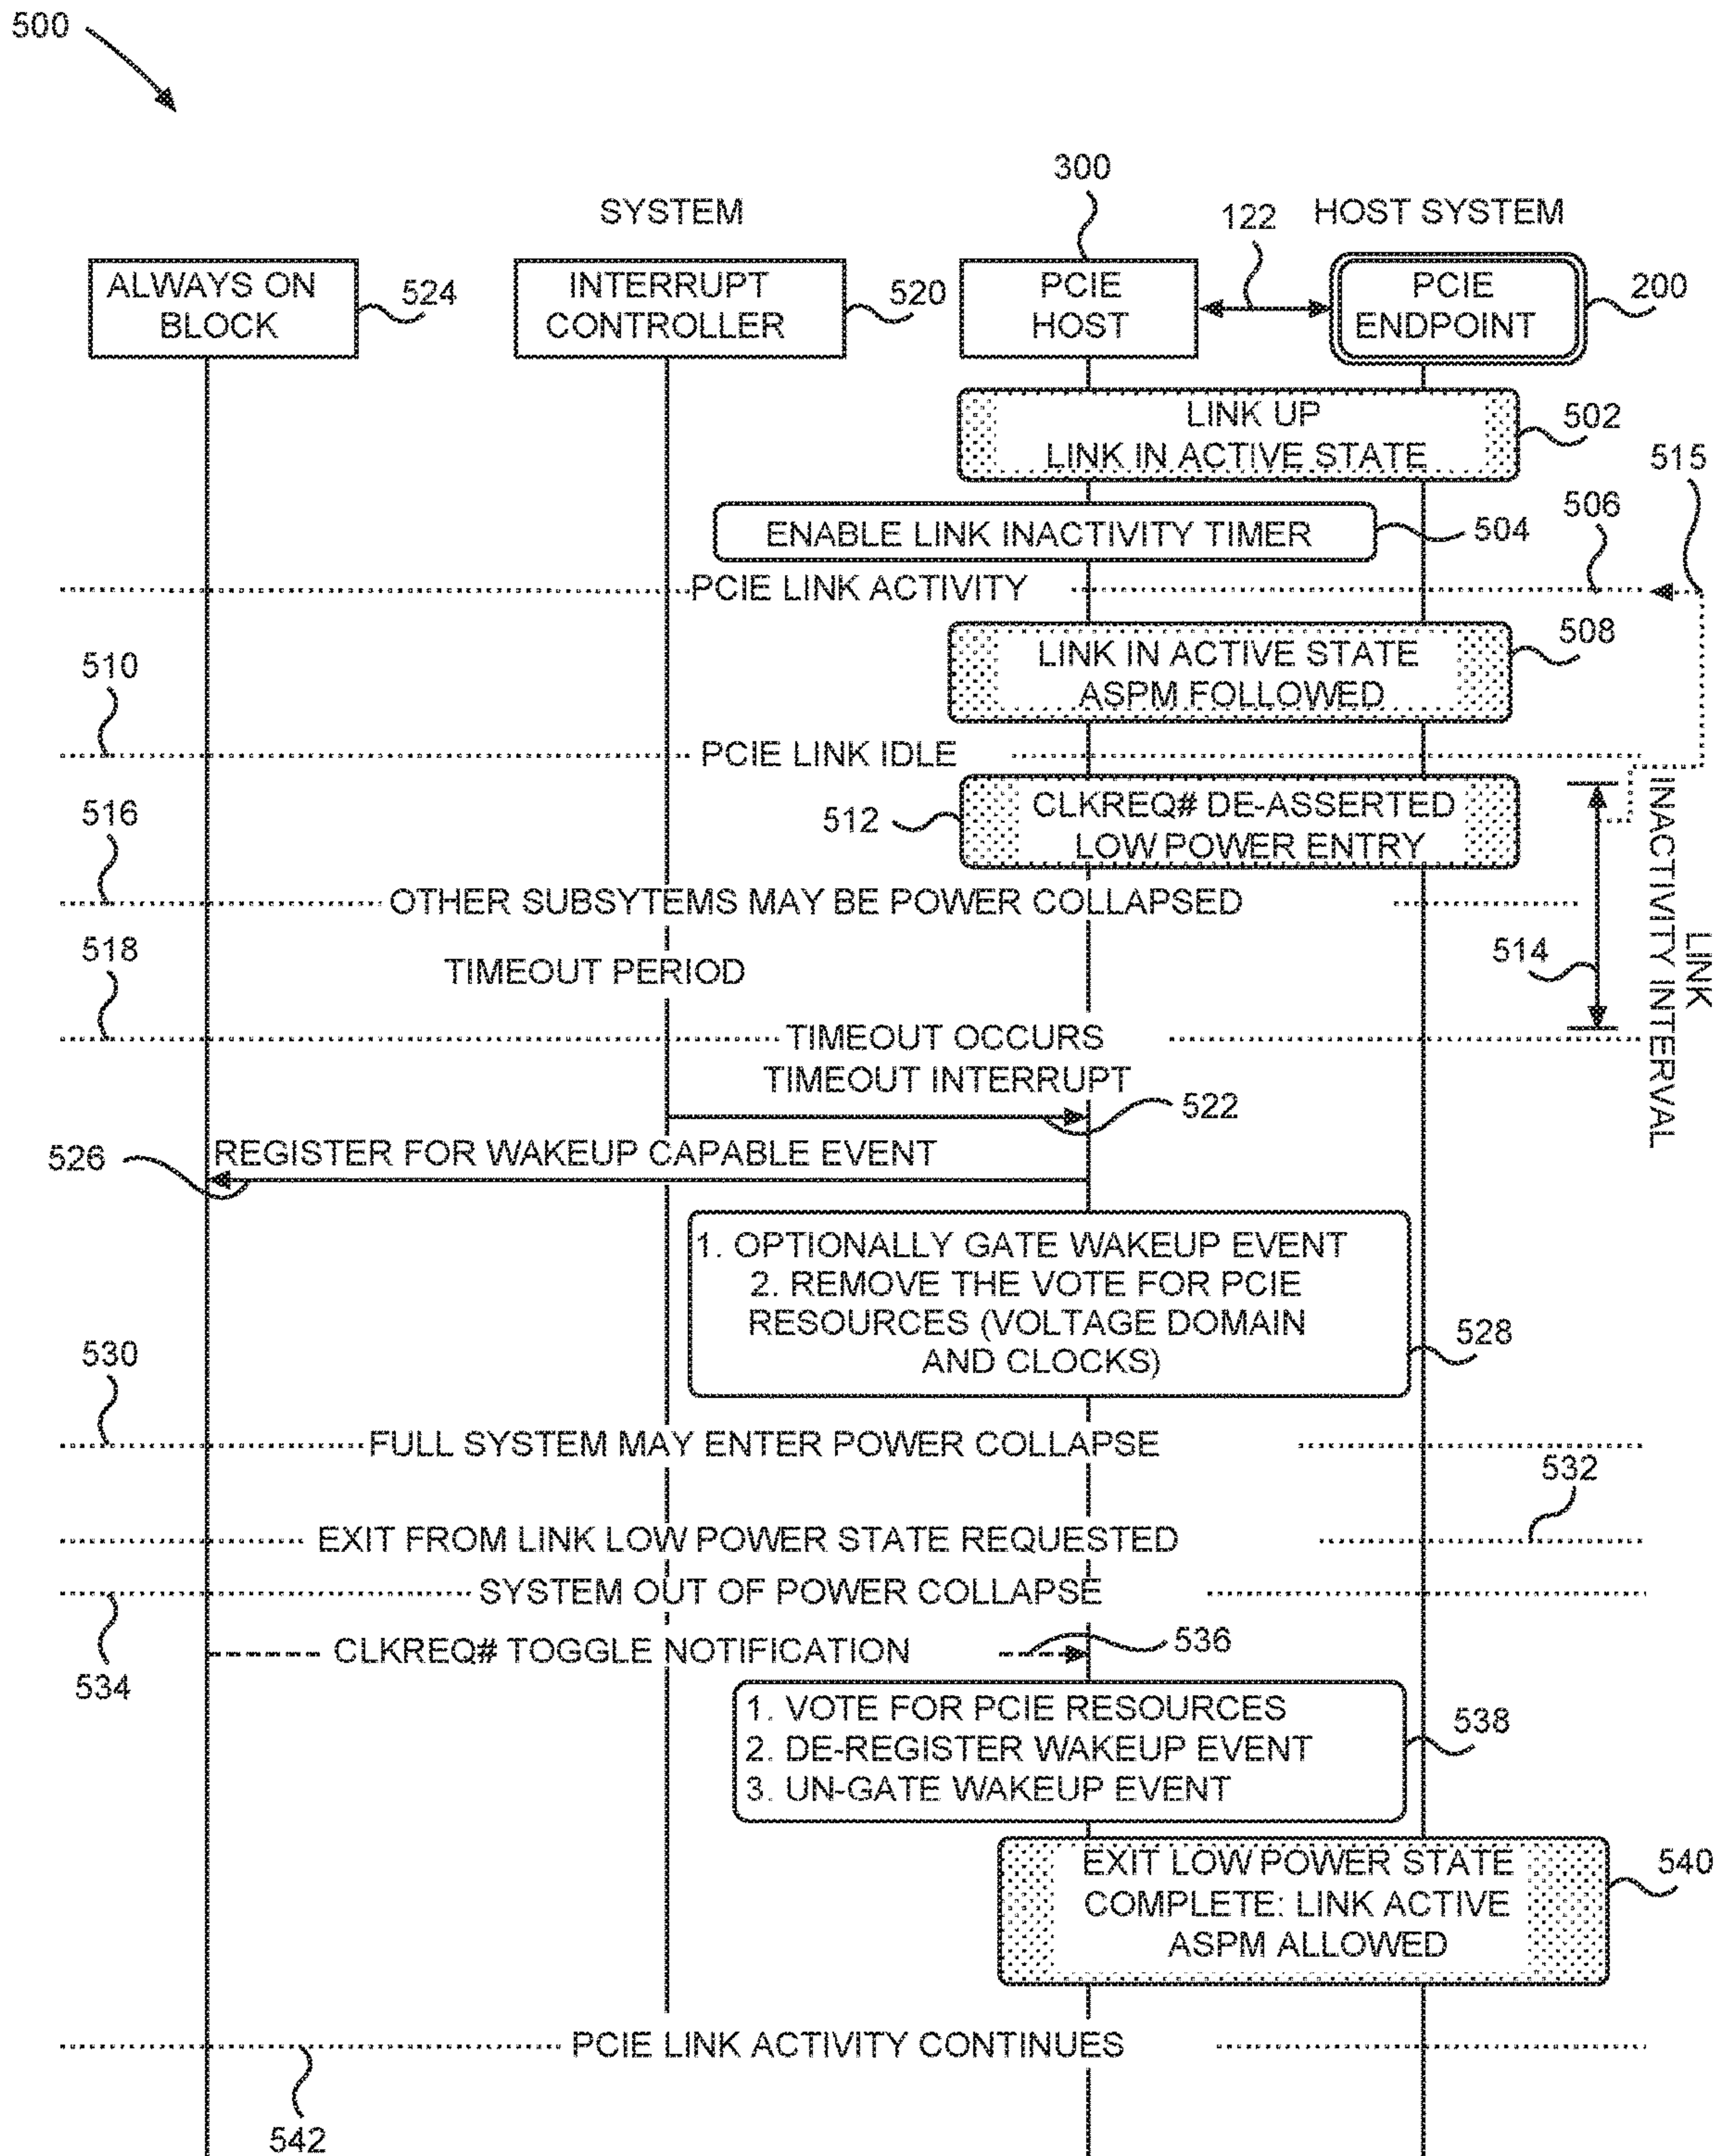 500
300
SYSTEM
122
HOST SYSTEM
ALWAYS ON
BLOCK
524
INTERRUPT
CONTROLLER
520
PCIE
HOST
PCIE
ENDPOINT
200
LINK UP
LINK IN ACTIVE STATE
502
515
506
ENABLE LINK INACTIVITY TIMER
504
PCIE LINK ACTIVITY
508
LINK IN ACTIVE STATE
ASPM FOLLOWED
510
PCIE LINK IDLE
512
CLKREQ# DE-ASSERTED
LOW POWER ENTRY
516
OTHER SUBSYTEMS MAY BE POWER COLLAPSED
518
TIMEOUT PERIOD
514
LINK
INACTIVITY INTERVAL
TIMEOUT OCCURS
TIMEOUT INTERRUPT
522
526
REGISTER FOR WAKEUP CAPABLE EVENT
1. OPTIONALLY GATE WAKEUP EVENT
2. REMOVE THE VOTE FOR PCIE
RESOURCES (VOLTAGE DOMAIN
AND CLOCKS)
528
530
FULL SYSTEM MAY ENTER POWER COLLAPSE
532
EXIT FROM LINK LOW POWER STATE REQUESTED
SYSTEM OUT OF POWER COLLAPSE
534
CLKREQ# TOGGLE NOTIFICATION
536
1. VOTE FOR PCIE RESOURCES
2. DE-REGISTER WAKEUP EVENT
3. UN-GATE WAKEUP EVENT
538
EXIT LOW POWER STATE
COMPLETE: LINK ACTIVE
ASPM ALLOWED
540
PCIE LINK ACTIVITY CONTINUES
542